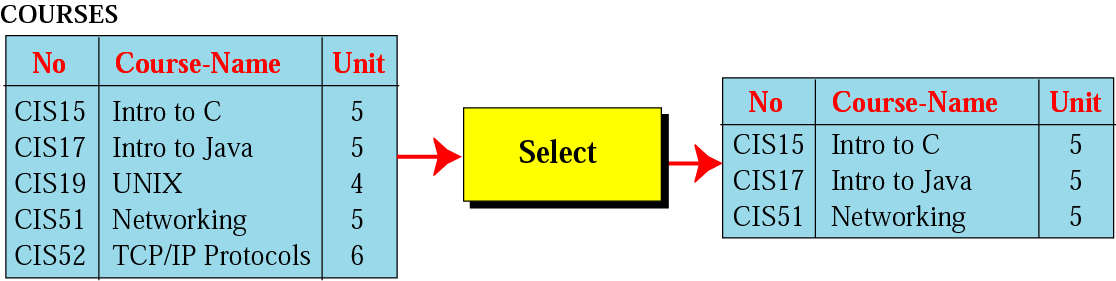 COURSES
No Course-Name Unit
CIS15 Intro to C 5
CIS17 Intro to Java 5
CIS19 UNIX 4
CIS51 Networking 5
CIS52 TCP/IP Protocols 6
Select
No Course-Name Unit
CIS15 Intro to C 5
CIS17 Intro to Java 5
CIS51 Networking 5